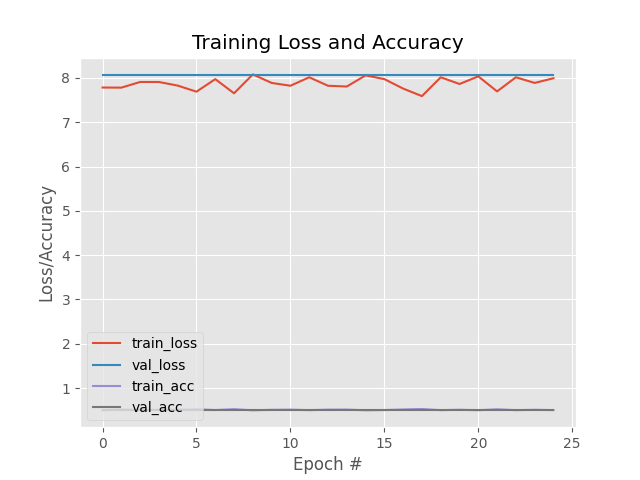 Training Loss and Accuracy
Loss/Accuracy
8
7
6
5
4
3
2
1
train_loss
val_loss
train_acc
val_acc
0 5 10 15 20 25
Epoch #